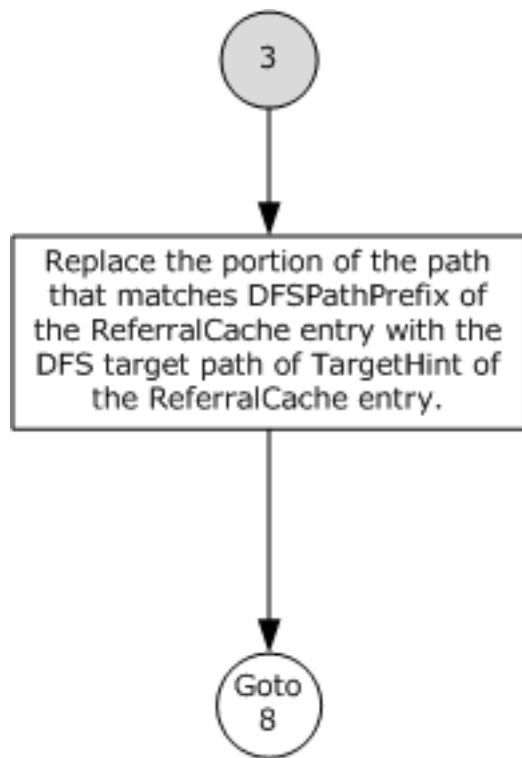 3
Replace the portion of the path
that matches DFSPathPrefix of
the ReferralCache entry with the
DFS target path of TargetHint of
the ReferralCache entry.
Goto
8